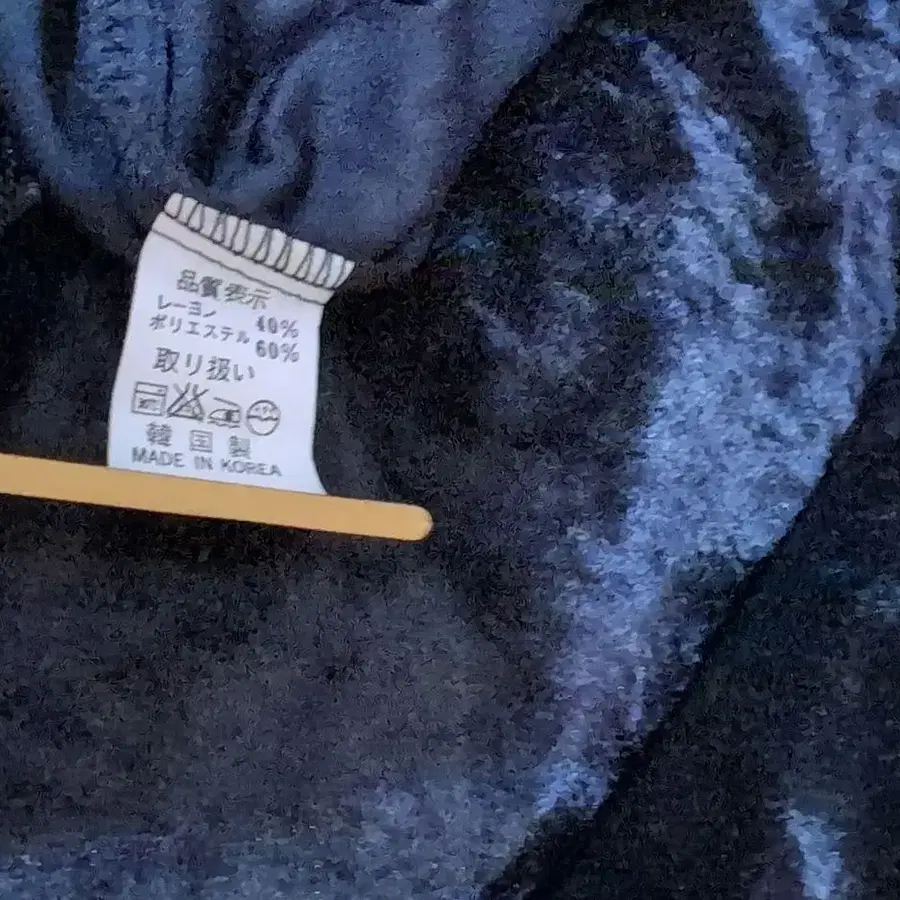 品質表示
レーヨン 40%
ポリエステル 60%
取り扱い
韓国製
MADE IN KOREA